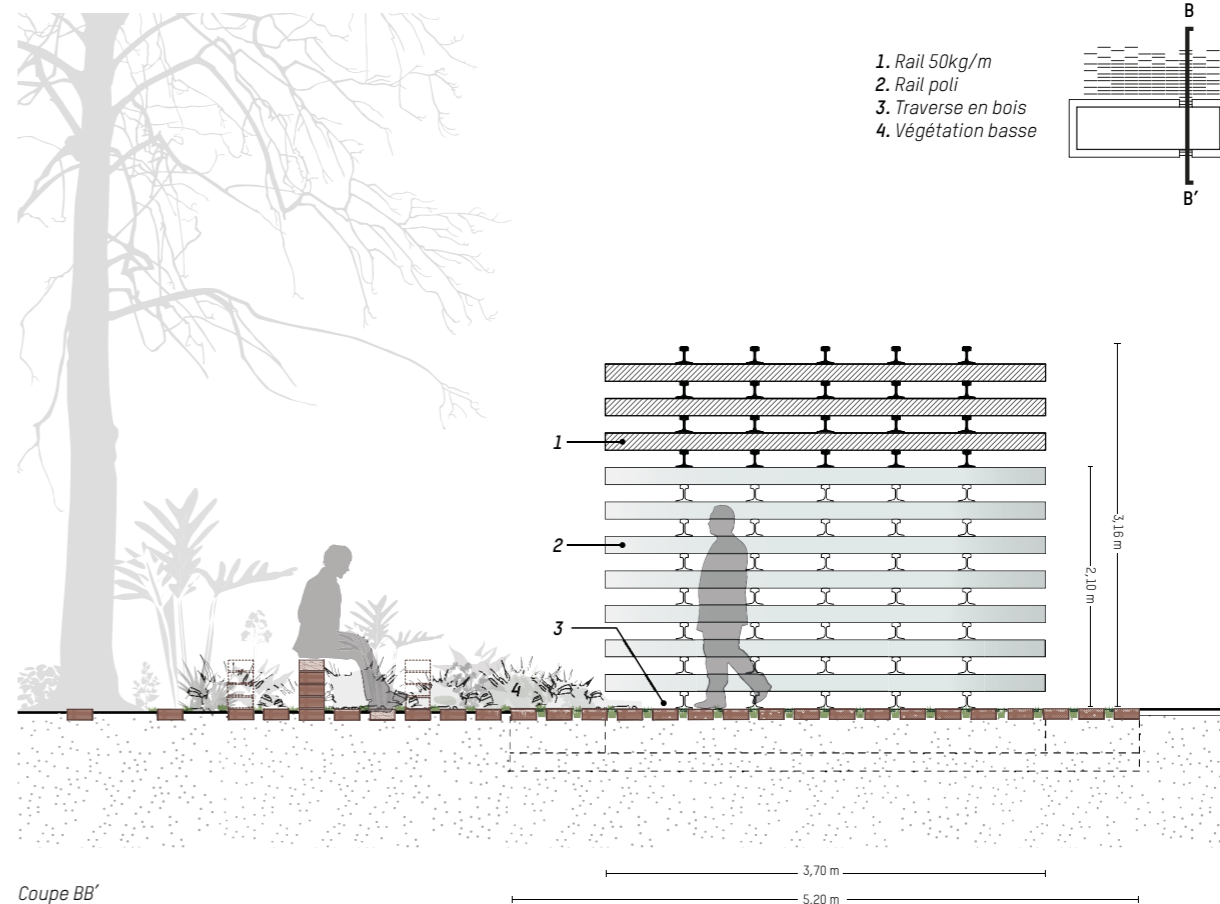 B
1. Rail 50kg/m
2. Rail poli
3. Traverse en bois
4. Végétation basse
B'
1
2
3
4
3,16 m
2,10 m
3,70 m
5,20 m
Coupe BB'